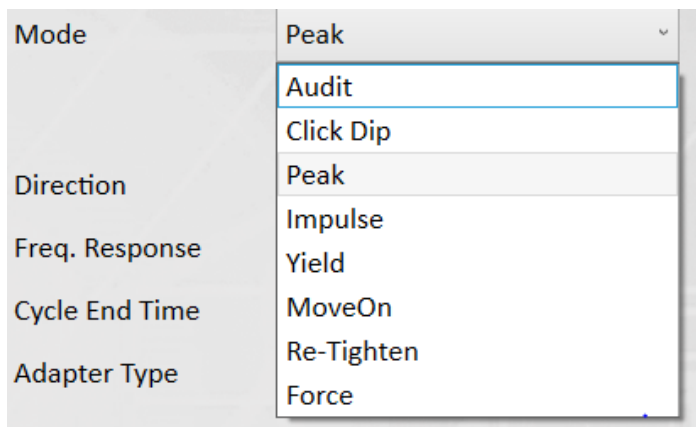 Mode Peak
Audit
Click Dip
Peak
Direction
Impulse
Freq. Response
Yield
Cycle End Time
MoveOn
Re-Tighten
Adapter Type
Force